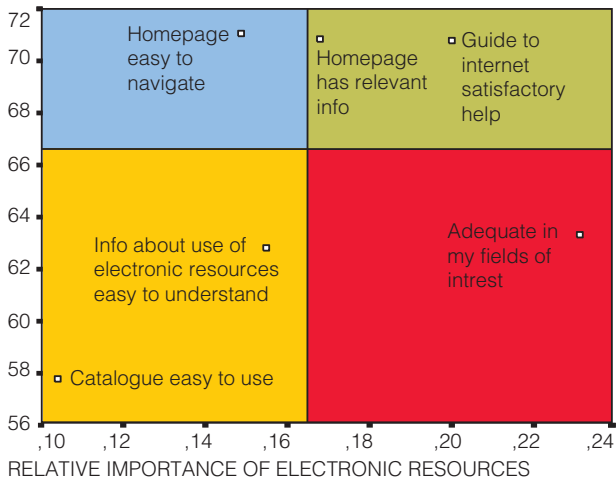 72
70
68
66
64
62
60
58
56
Homepage
easy to
navigate
Homepage
has relevant
info
Guide to
internet
satisfactory
help
Info about use of
electronic resources
easy to understand
Adequate in
my fields of
intrest
Catalogue easy to use
,10 ,12 ,14 ,16 ,18 ,20 ,22 ,24
RELATIVE IMPORTANCE OF ELECTRONIC RESOURCES